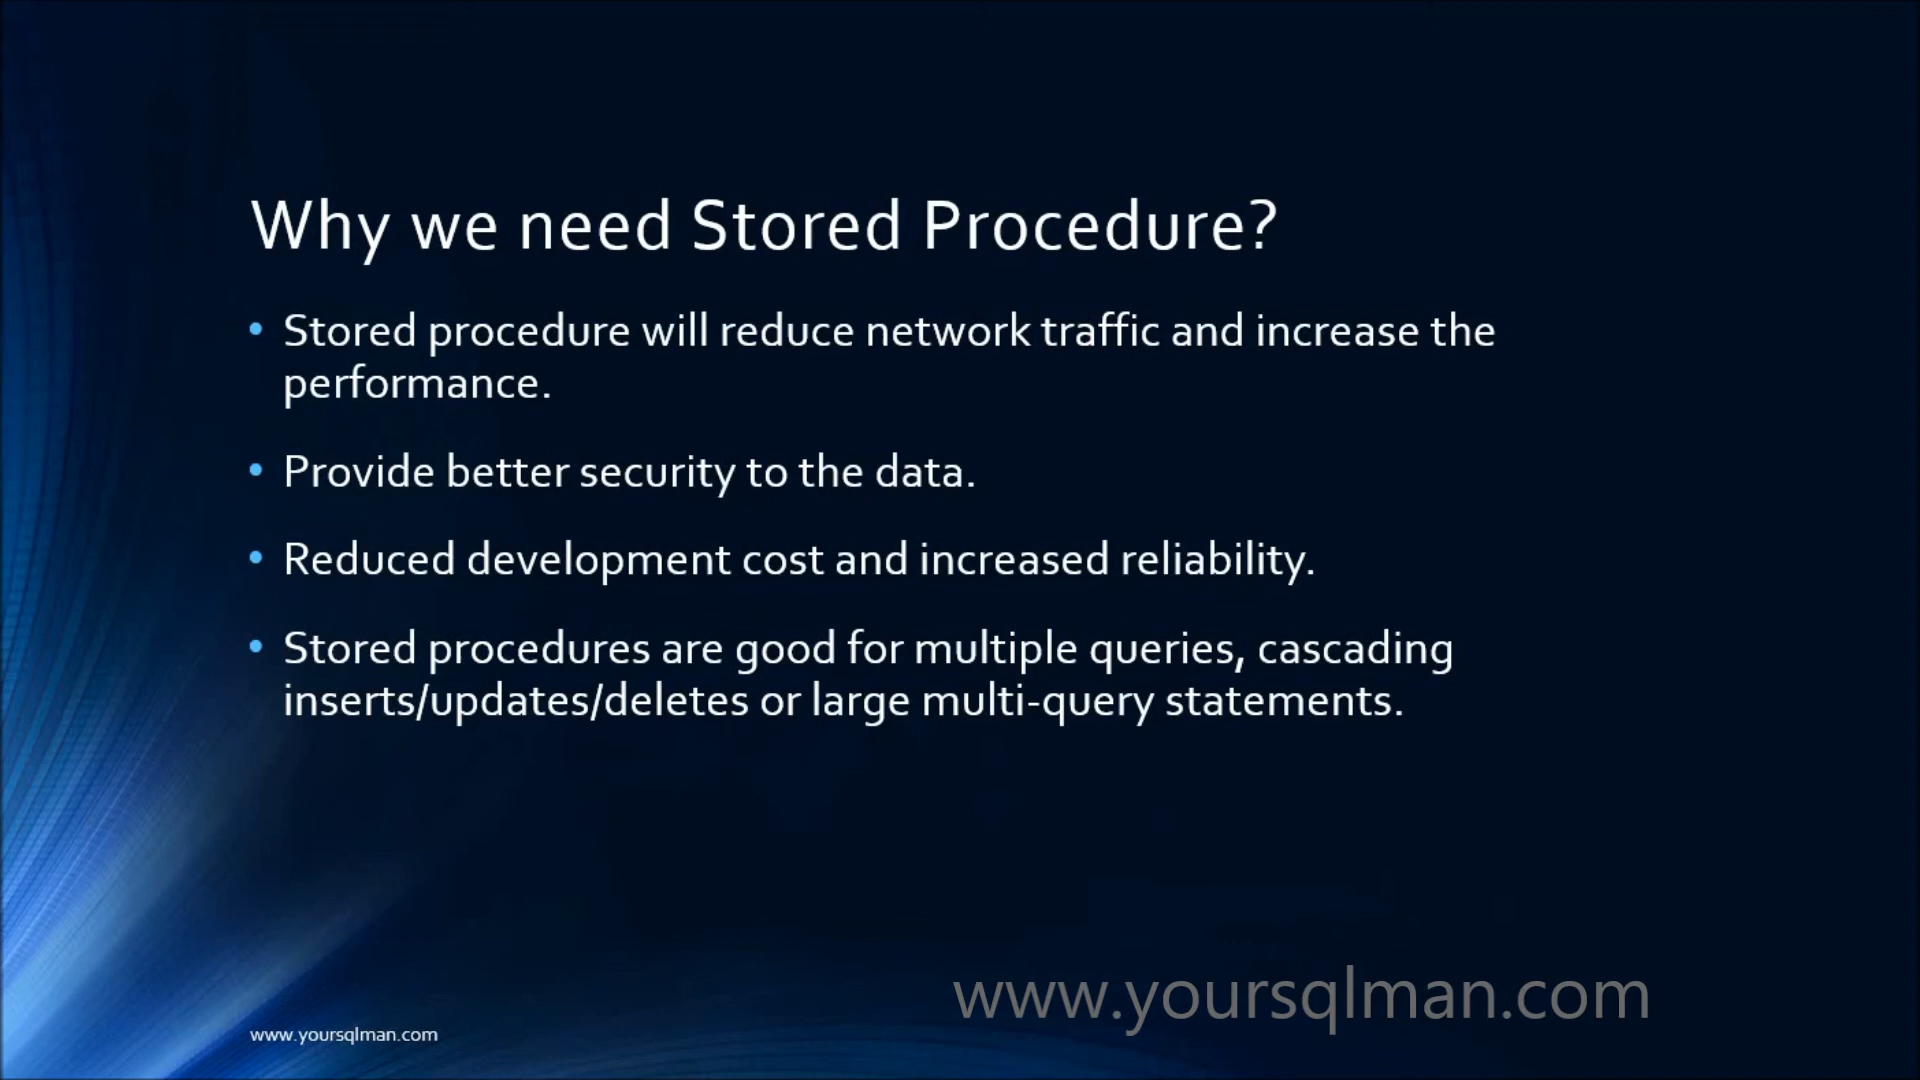 Why we need Stored Procedure?
• Stored procedure will reduce network traffic and increase the
performance.
• Provide better security to the data.
• Reduced development cost and increased reliability.
• Stored procedures are good for multiple queries, cascading
inserts/updates/deletes or large multi-query statements.
www.yoursqlman.com
www.yoursqlman.com